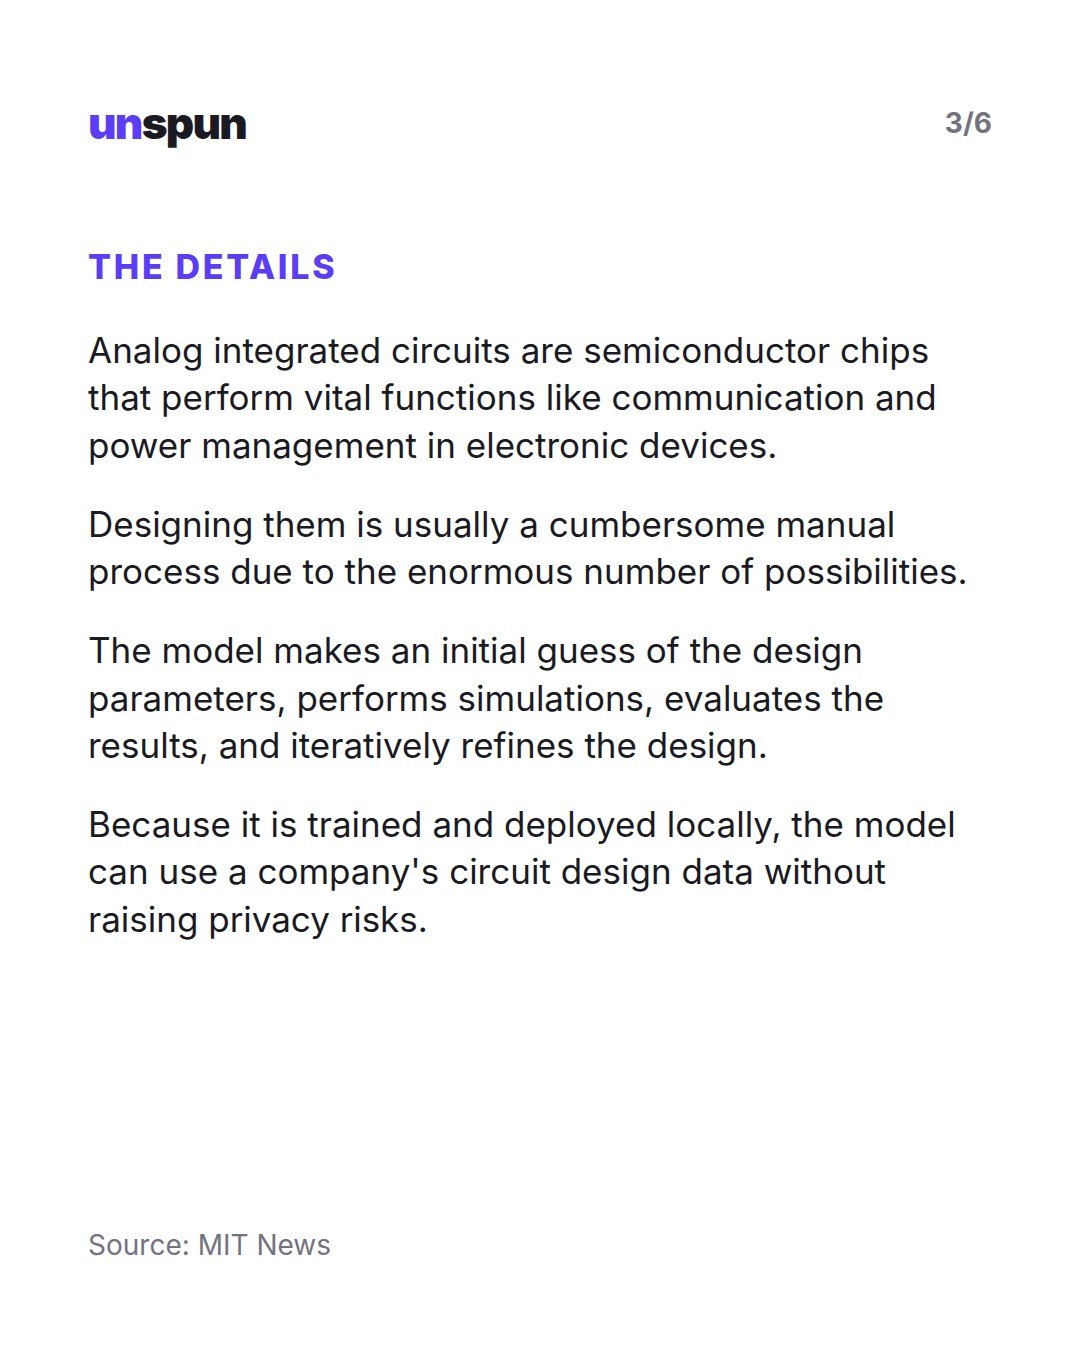 unspun
3/6
THE DETAILS
Analog integrated circuits are semiconductor chips
that perform vital functions like communication and
power management in electronic devices.
Designing them is usually a cumbersome manual
process due to the enormous number of possibilities.
The model makes an initial guess of the design
parameters, performs simulations, evaluates the
results, and iteratively refines the design.
Because it is trained and deployed locally, the model
can use a company's circuit design data without
raising privacy risks.
Source: MIT News